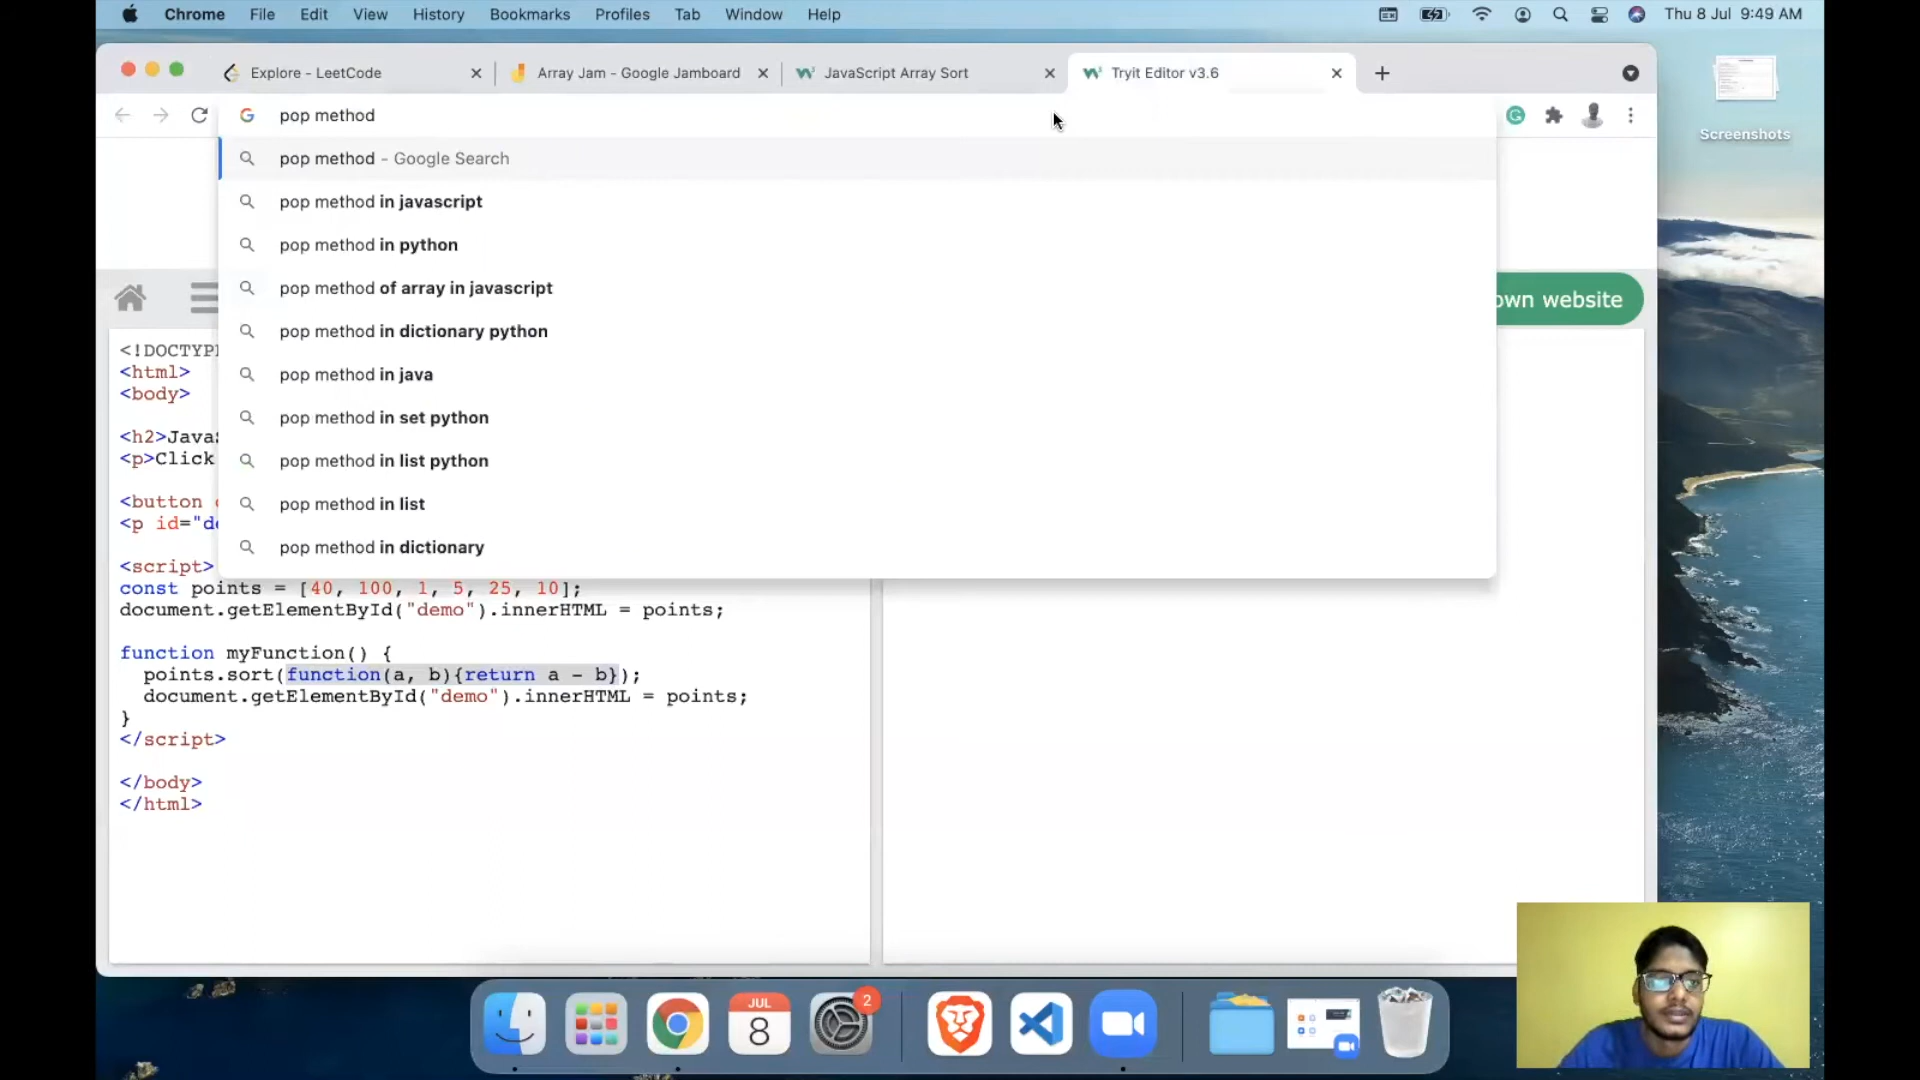 Chrome File Edit View History Bookmarks Profiles Tab Window Help Thu 8 Jul 9:49 AM
Explore - LeetCode Array Jam - Google Jamboard JavaScript Array Sort Tryit Editor v3.6
pop method
pop method - Google Search
pop method in javascript
pop method in python
pop method of array in javascript
pop method in dictionary python
pop method in java
pop method in set python
pop method in list python
pop method in list
pop method in dictionary
Screenshots
own website
<!DOCTYP
<html>
<body>
<h2>Java
<p>Click
<button
<p id="de
<script>
const points = [40, 100, 1, 5, 25, 10];
document.getElementById("demo").innerHTML = points;
function myFunction() {
points.sort(function(a, b){return a - b});
document.getElementById("demo").innerHTML = points;
}
</script>
</body>
</html>
JUL
8
2